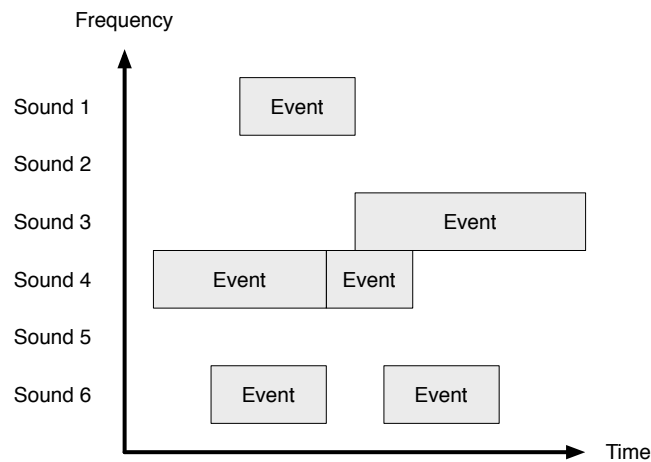 Frequency
Sound 1 Event
Sound 2
Sound 3 Event
Sound 4 Event Event
Sound 5
Sound 6 Event Event
Time